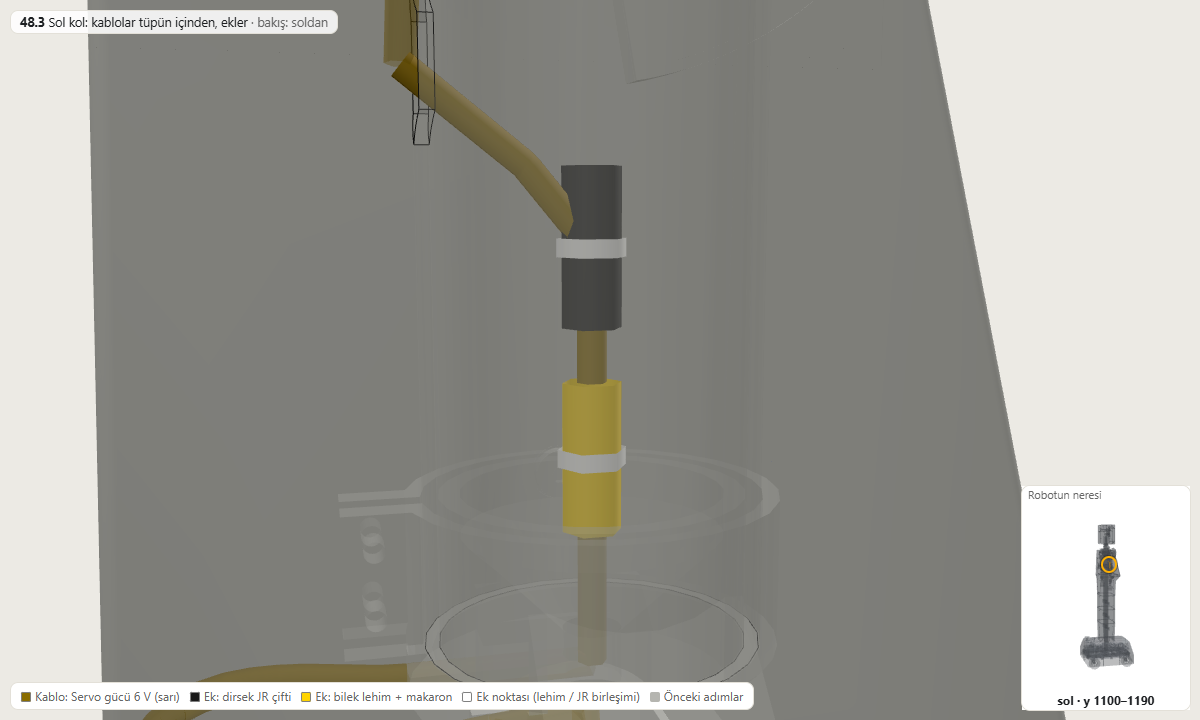 48.3 Sol kol: kablolar tüpün içinden, ekler · bakış: soldan
Robotun neresi
sol · y 1100–1190
Kablo: Servo gücü 6 V (sarı) Ek: dirsek JR çifti Ek: bilek lehim + makaron Ek noktası (lehim / JR birleşimi) Önceki adımlar